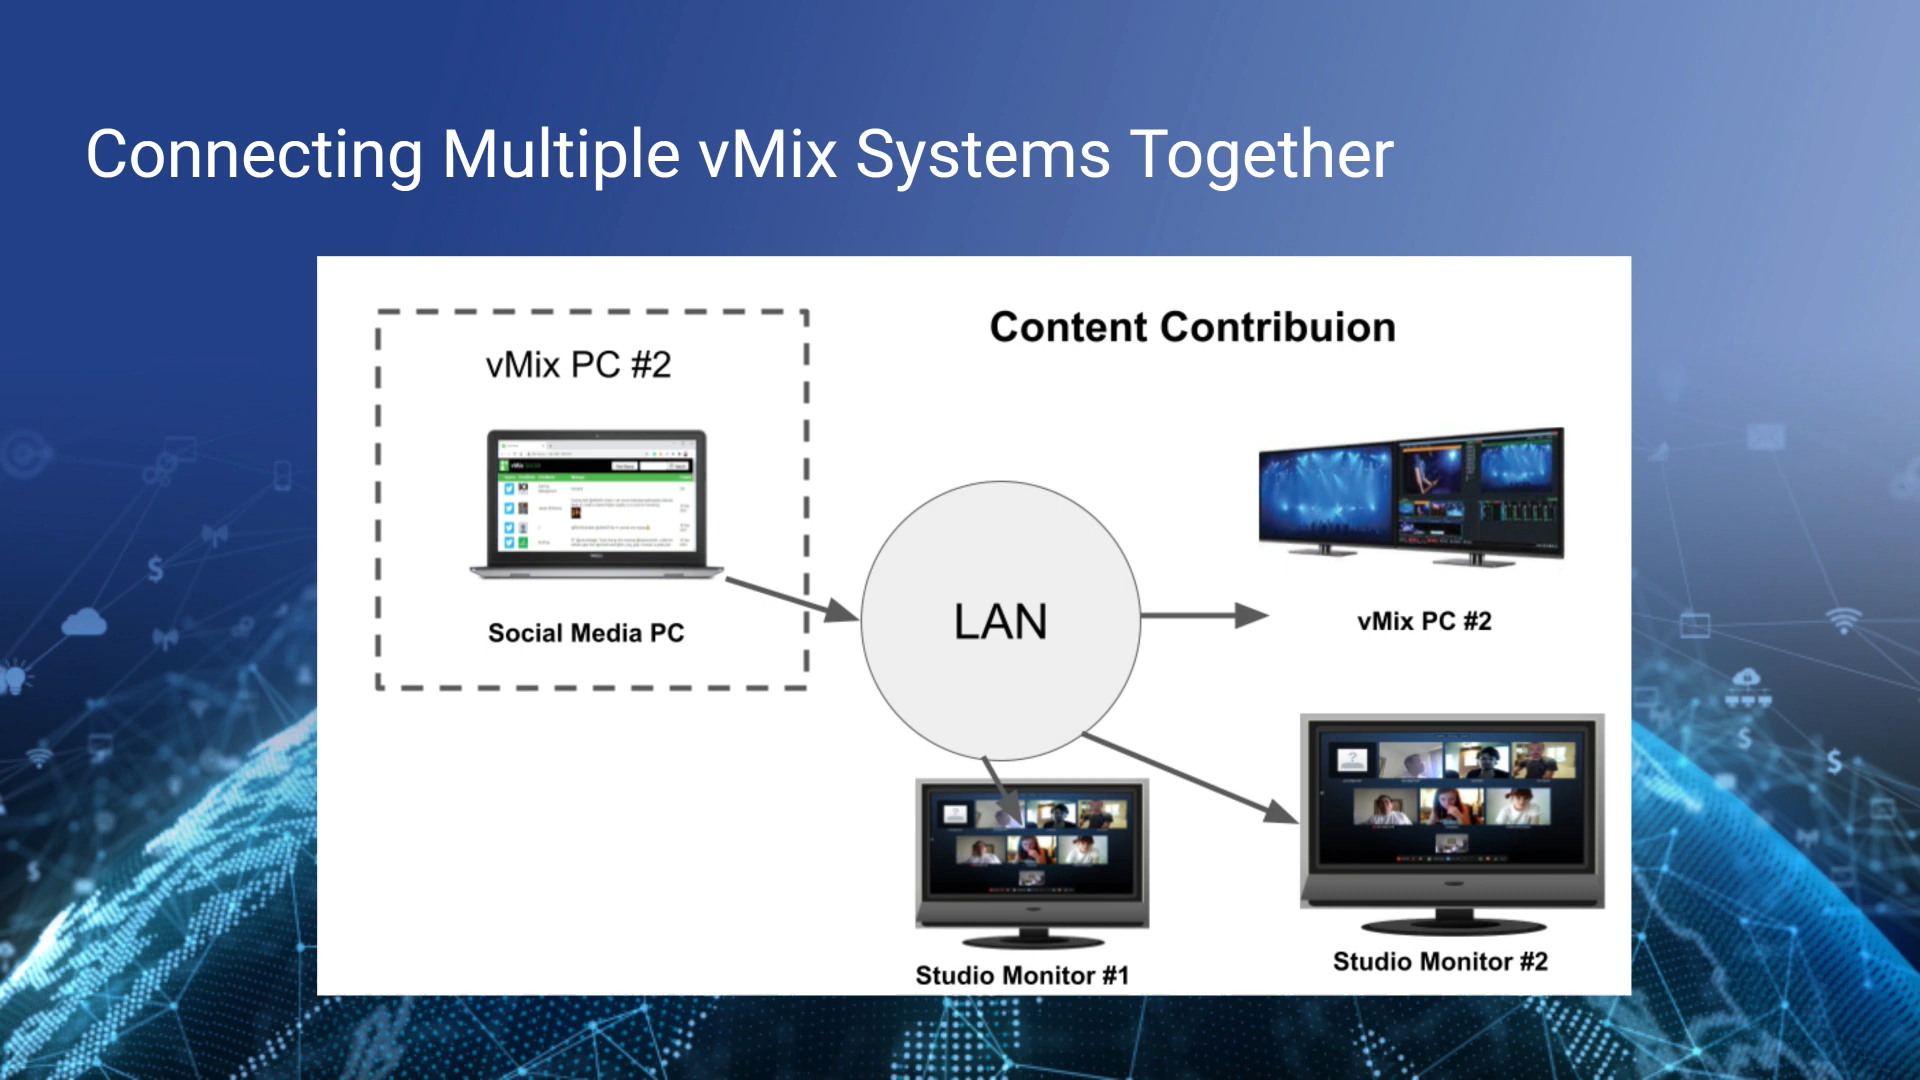 Connecting Multiple vMix Systems Together
Content Contribuion
vMix PC #2
Social Media PC
LAN
vMix PC #2
Studio Monitor #1
Studio Monitor #2